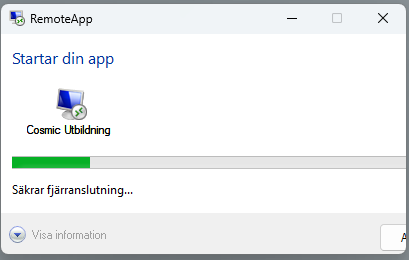 RemoteApp
Startar din app
Cosmic Utbildning
Säkrar fjärranslutning...
Visa information
A